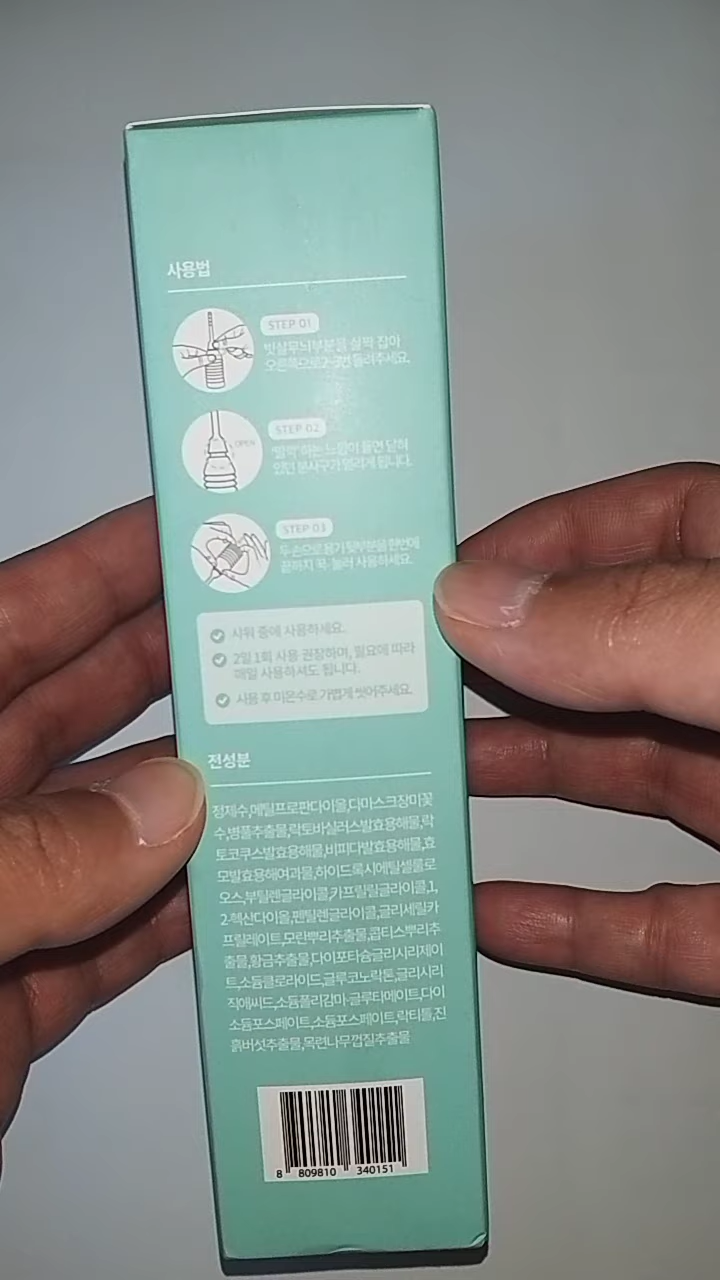 사용법
STEP 01
빗살무늬부분을 살짝 잡아
오른쪽으로 2~3번 돌려주세요.
OPEN
STEP 02
'딸깍' 하는 느낌이 들면 닫혀
있던 분사구가 열리게 됩니다.
STEP 03
두 손으로 용기 뒷부분을 한번에
끝까지 꾹- 눌러 사용하세요.
샤워 중에 사용하세요.
2일 1회 사용 권장하며, 필요에 따라
매일 사용하셔도 됩니다.
사용 후 미온수로 가볍게 씻어주세요.
전성분
정제수,메틸프로판다이올,다마스크장미꽃
수,병풀추출물,락토바실러스발효용해물,락
토코쿠스발효용해물,비피다발효용해물,효
모발효용해여과물,하이드록시에틸셀룰로
오스,부틸렌글라이콜,카프릴릴글라이콜,1,
2-헥산다이올,펜틸렌글라이콜,글리세릴카
프릴레이트,모란뿌리추출물,콥티스뿌리추
출물,황금추출물,다이포타슘글리시리제이
트,소듐클로라이드,글루코노락톤,글리시리
직애씨드,소듐폴리감마-글루타메이트,다이
소듐포스페이트,소듐포스페이트,락티톨,진
흙버섯추출물,목련나무껍질추출물
8 809810 340151